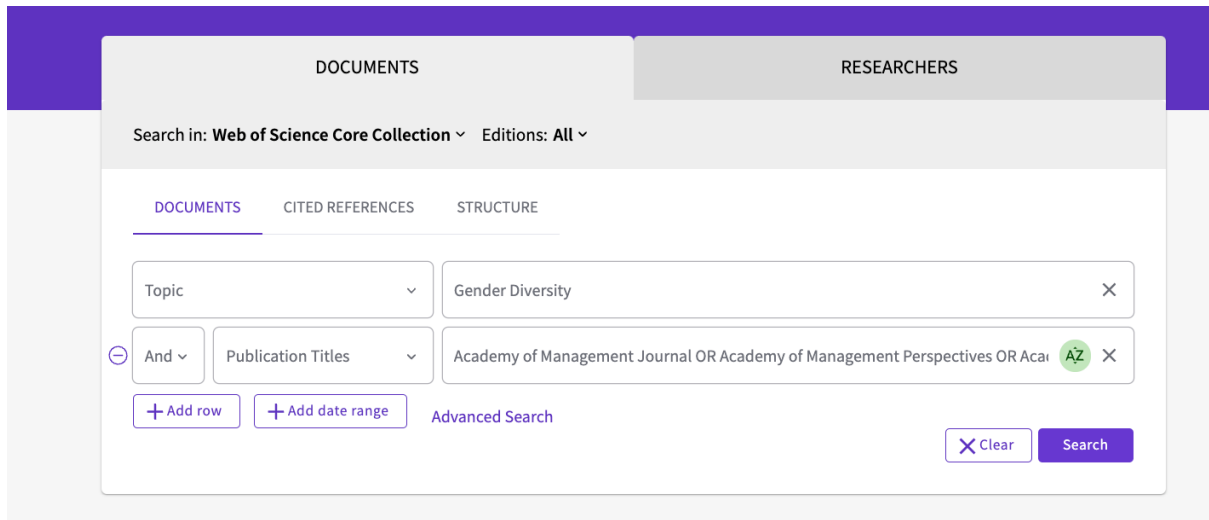 DOCUMENTS RESEARCHERS
Search in: Web of Science Core Collection Editions: All
DOCUMENTS CITED REFERENCES STRUCTURE
Topic Gender Diversity
And Publication Titles Academy of Management Journal OR Academy of Management Perspectives OR AZ
Add row Add date range Advanced Search
Clear Search